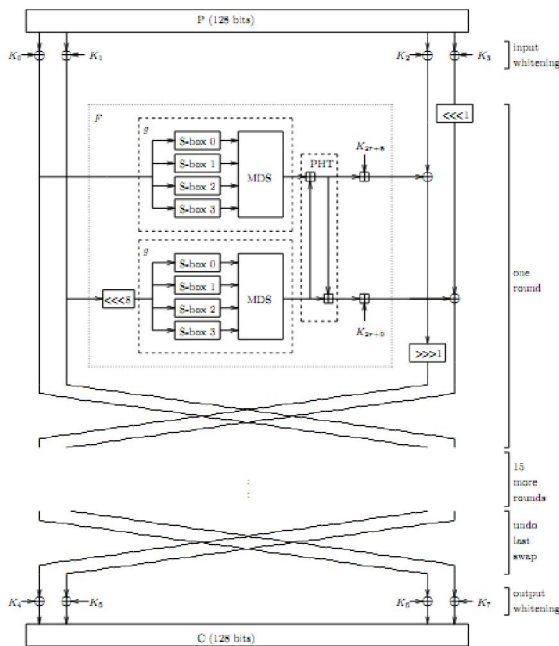 P (128 bits)
K0 K1 K2 K3
input
whitening
<<<1
F
g
S-box 0
S-box 1
S-box 2
S-box 3
MDS
PHT
K2r+8
one
round
g
<<<8
S-box 0
S-box 1
S-box 2
S-box 3
MDS
K2r+9
>>>1
15
more
rounds
undo
last
swap
K4 K5 K6 K7
output
whitening
C (128 bits)